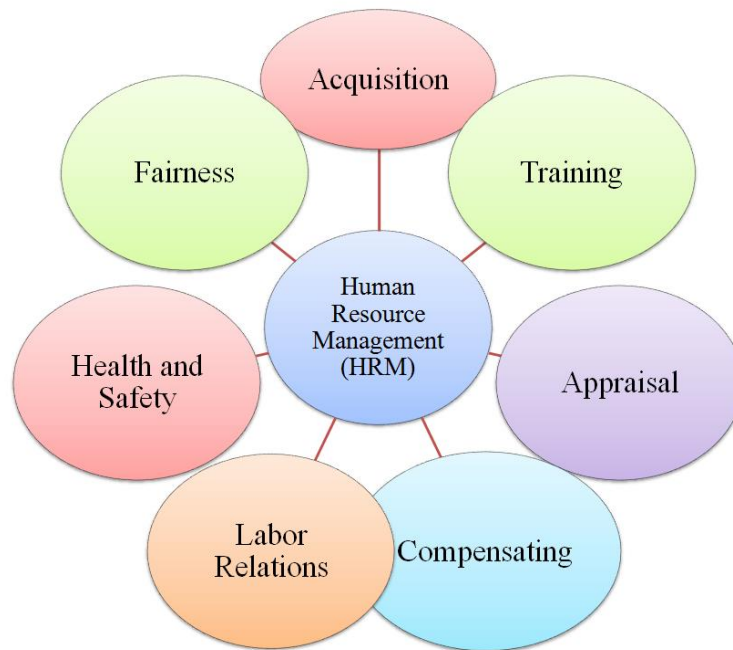 Acquisition
Fairness
Training
Human
Resource
Management
(HRM)
Health and
Safety
Appraisal
Labor
Relations
Compensating